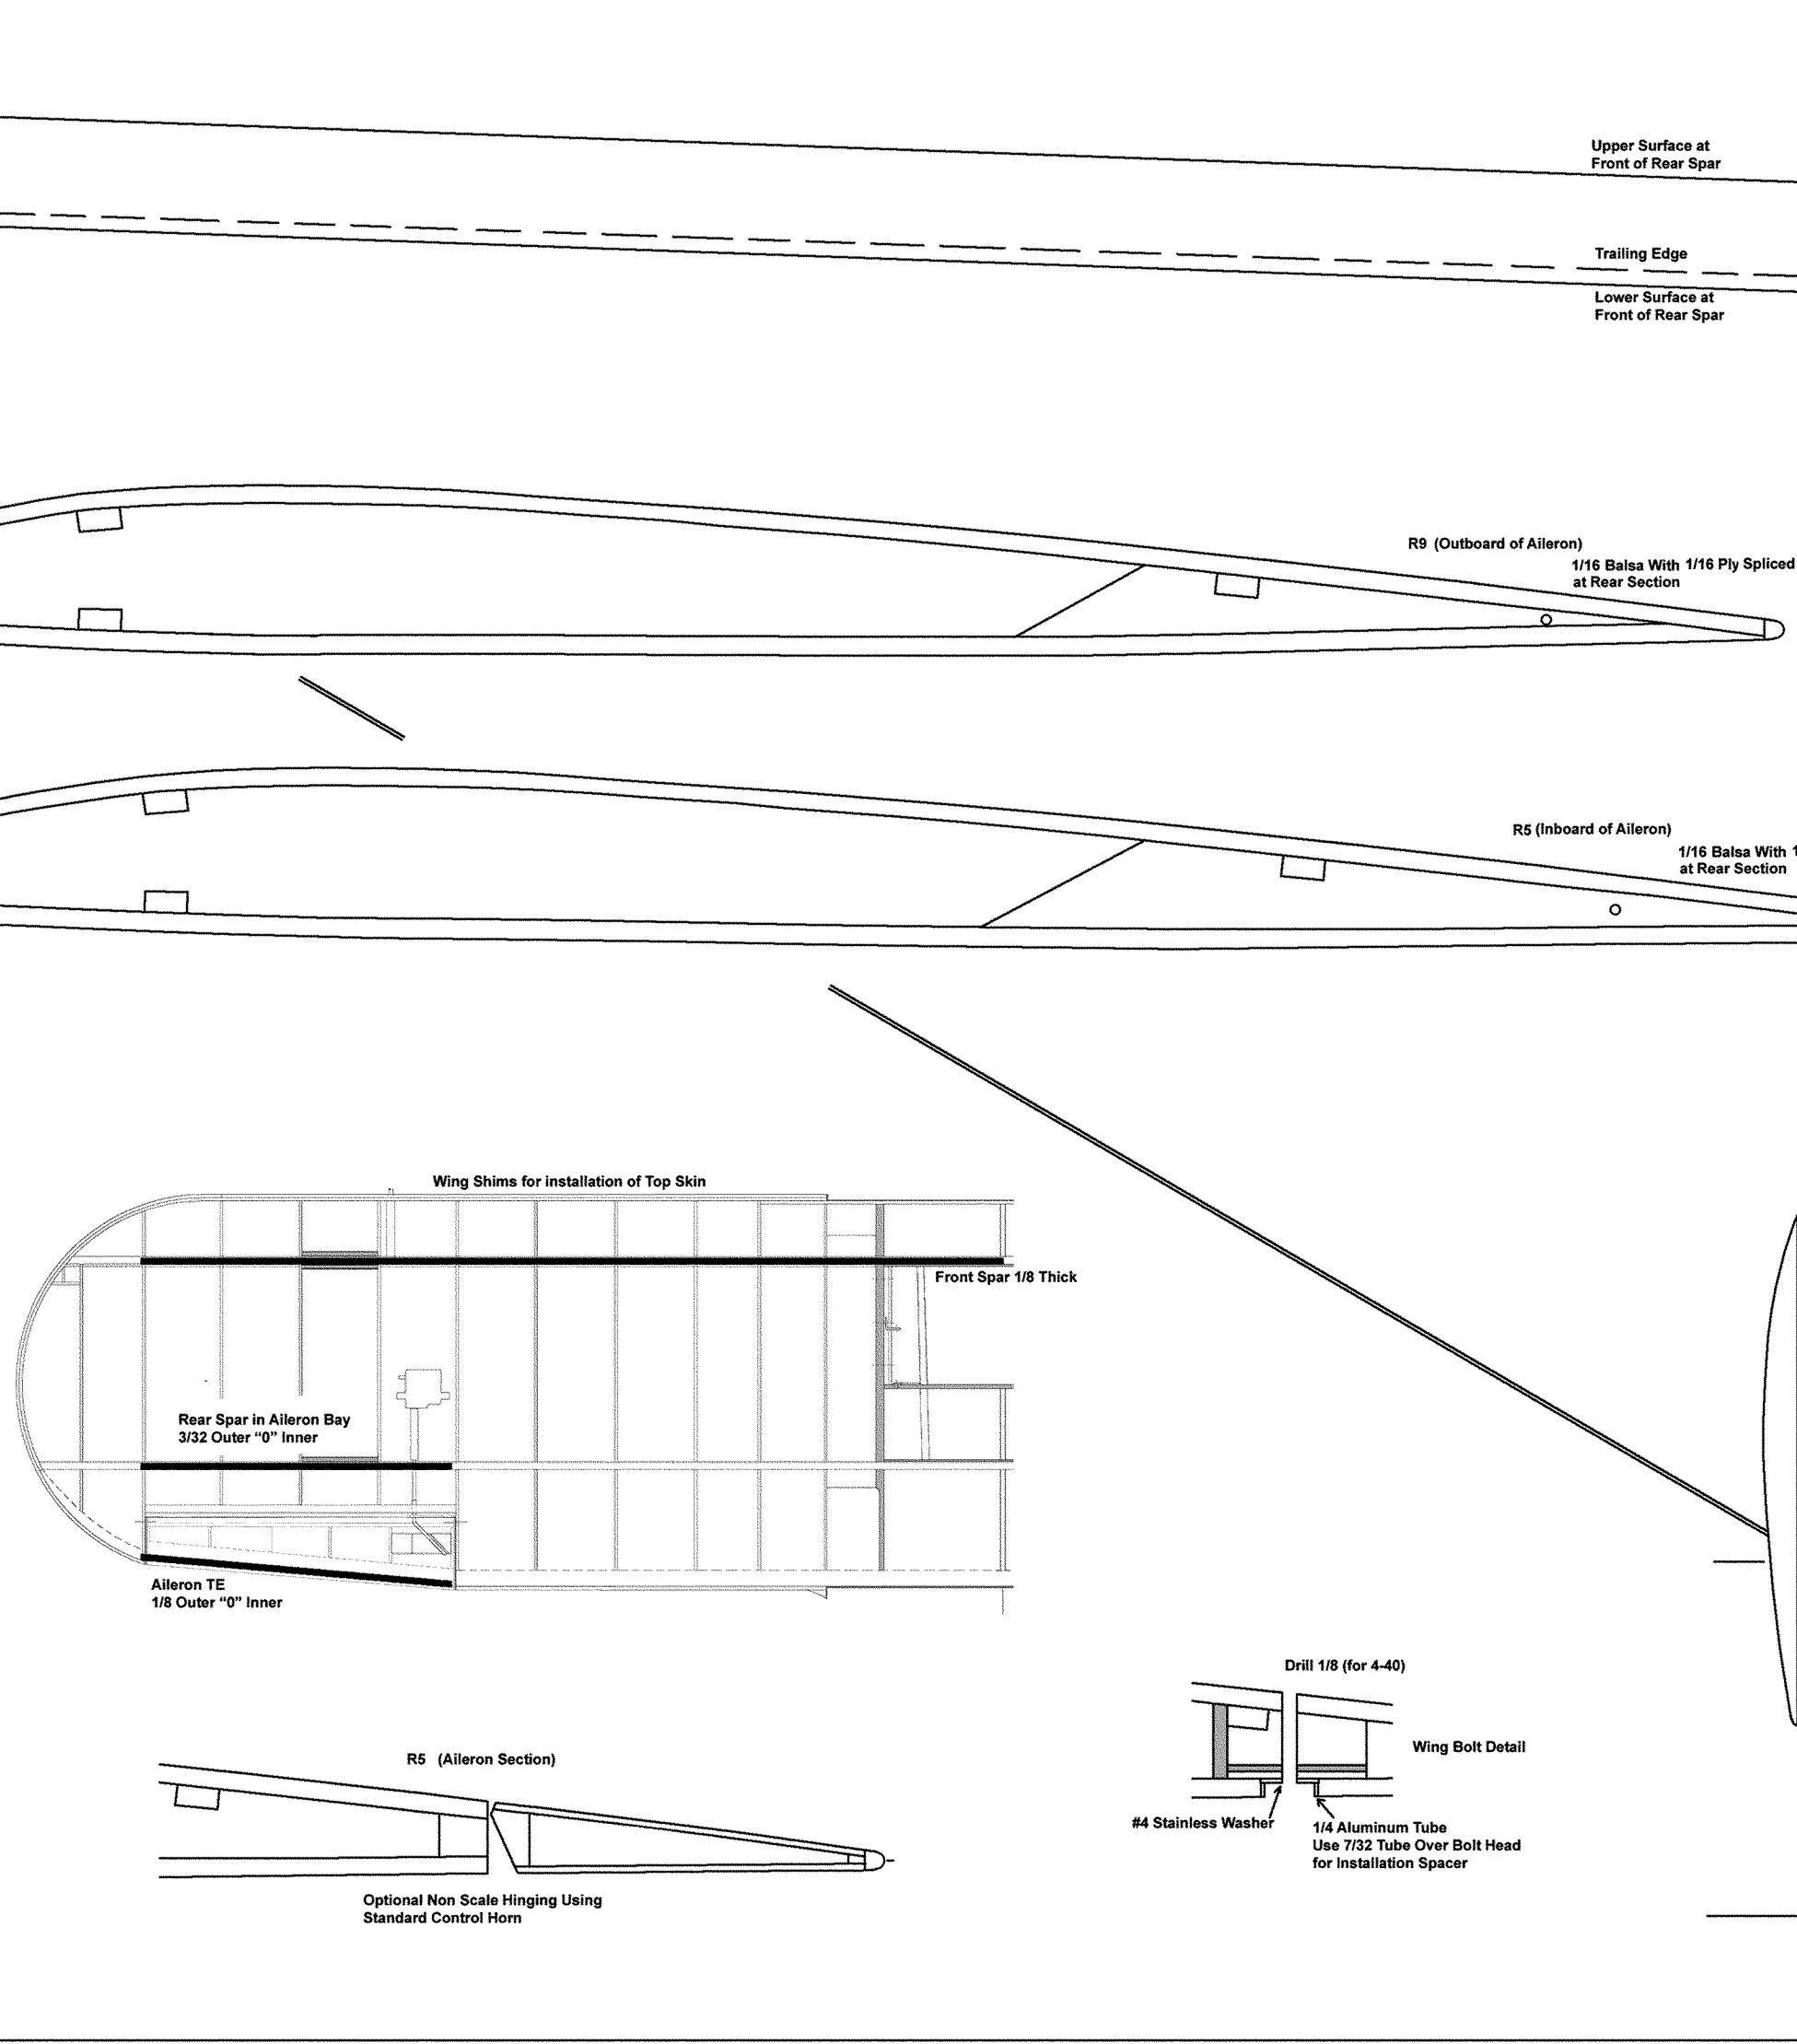 Upper Surface at
Front of Rear Spar
Trailing Edge
Lower Surface at
Front of Rear Spar
R9 (Outboard of Aileron)
1/16 Balsa With 1/16 Ply Spliced
at Rear Section
R5 (Inboard of Aileron)
1/16 Balsa With 1
at Rear Section
Wing Shims for installation of Top Skin
Front Spar 1/8 Thick
Rear Spar in Aileron Bay
3/32 Outer “0” Inner
Aileron TE
1/8 Outer “0” Inner
Drill 1/8 (for 4-40)
Wing Bolt Detail
#4 Stainless Washer
1/4 Aluminum Tube
Use 7/32 Tube Over Bolt Head
for Installation Spacer
R5 (Aileron Section)
Optional Non Scale Hinging Using
Standard Control Horn